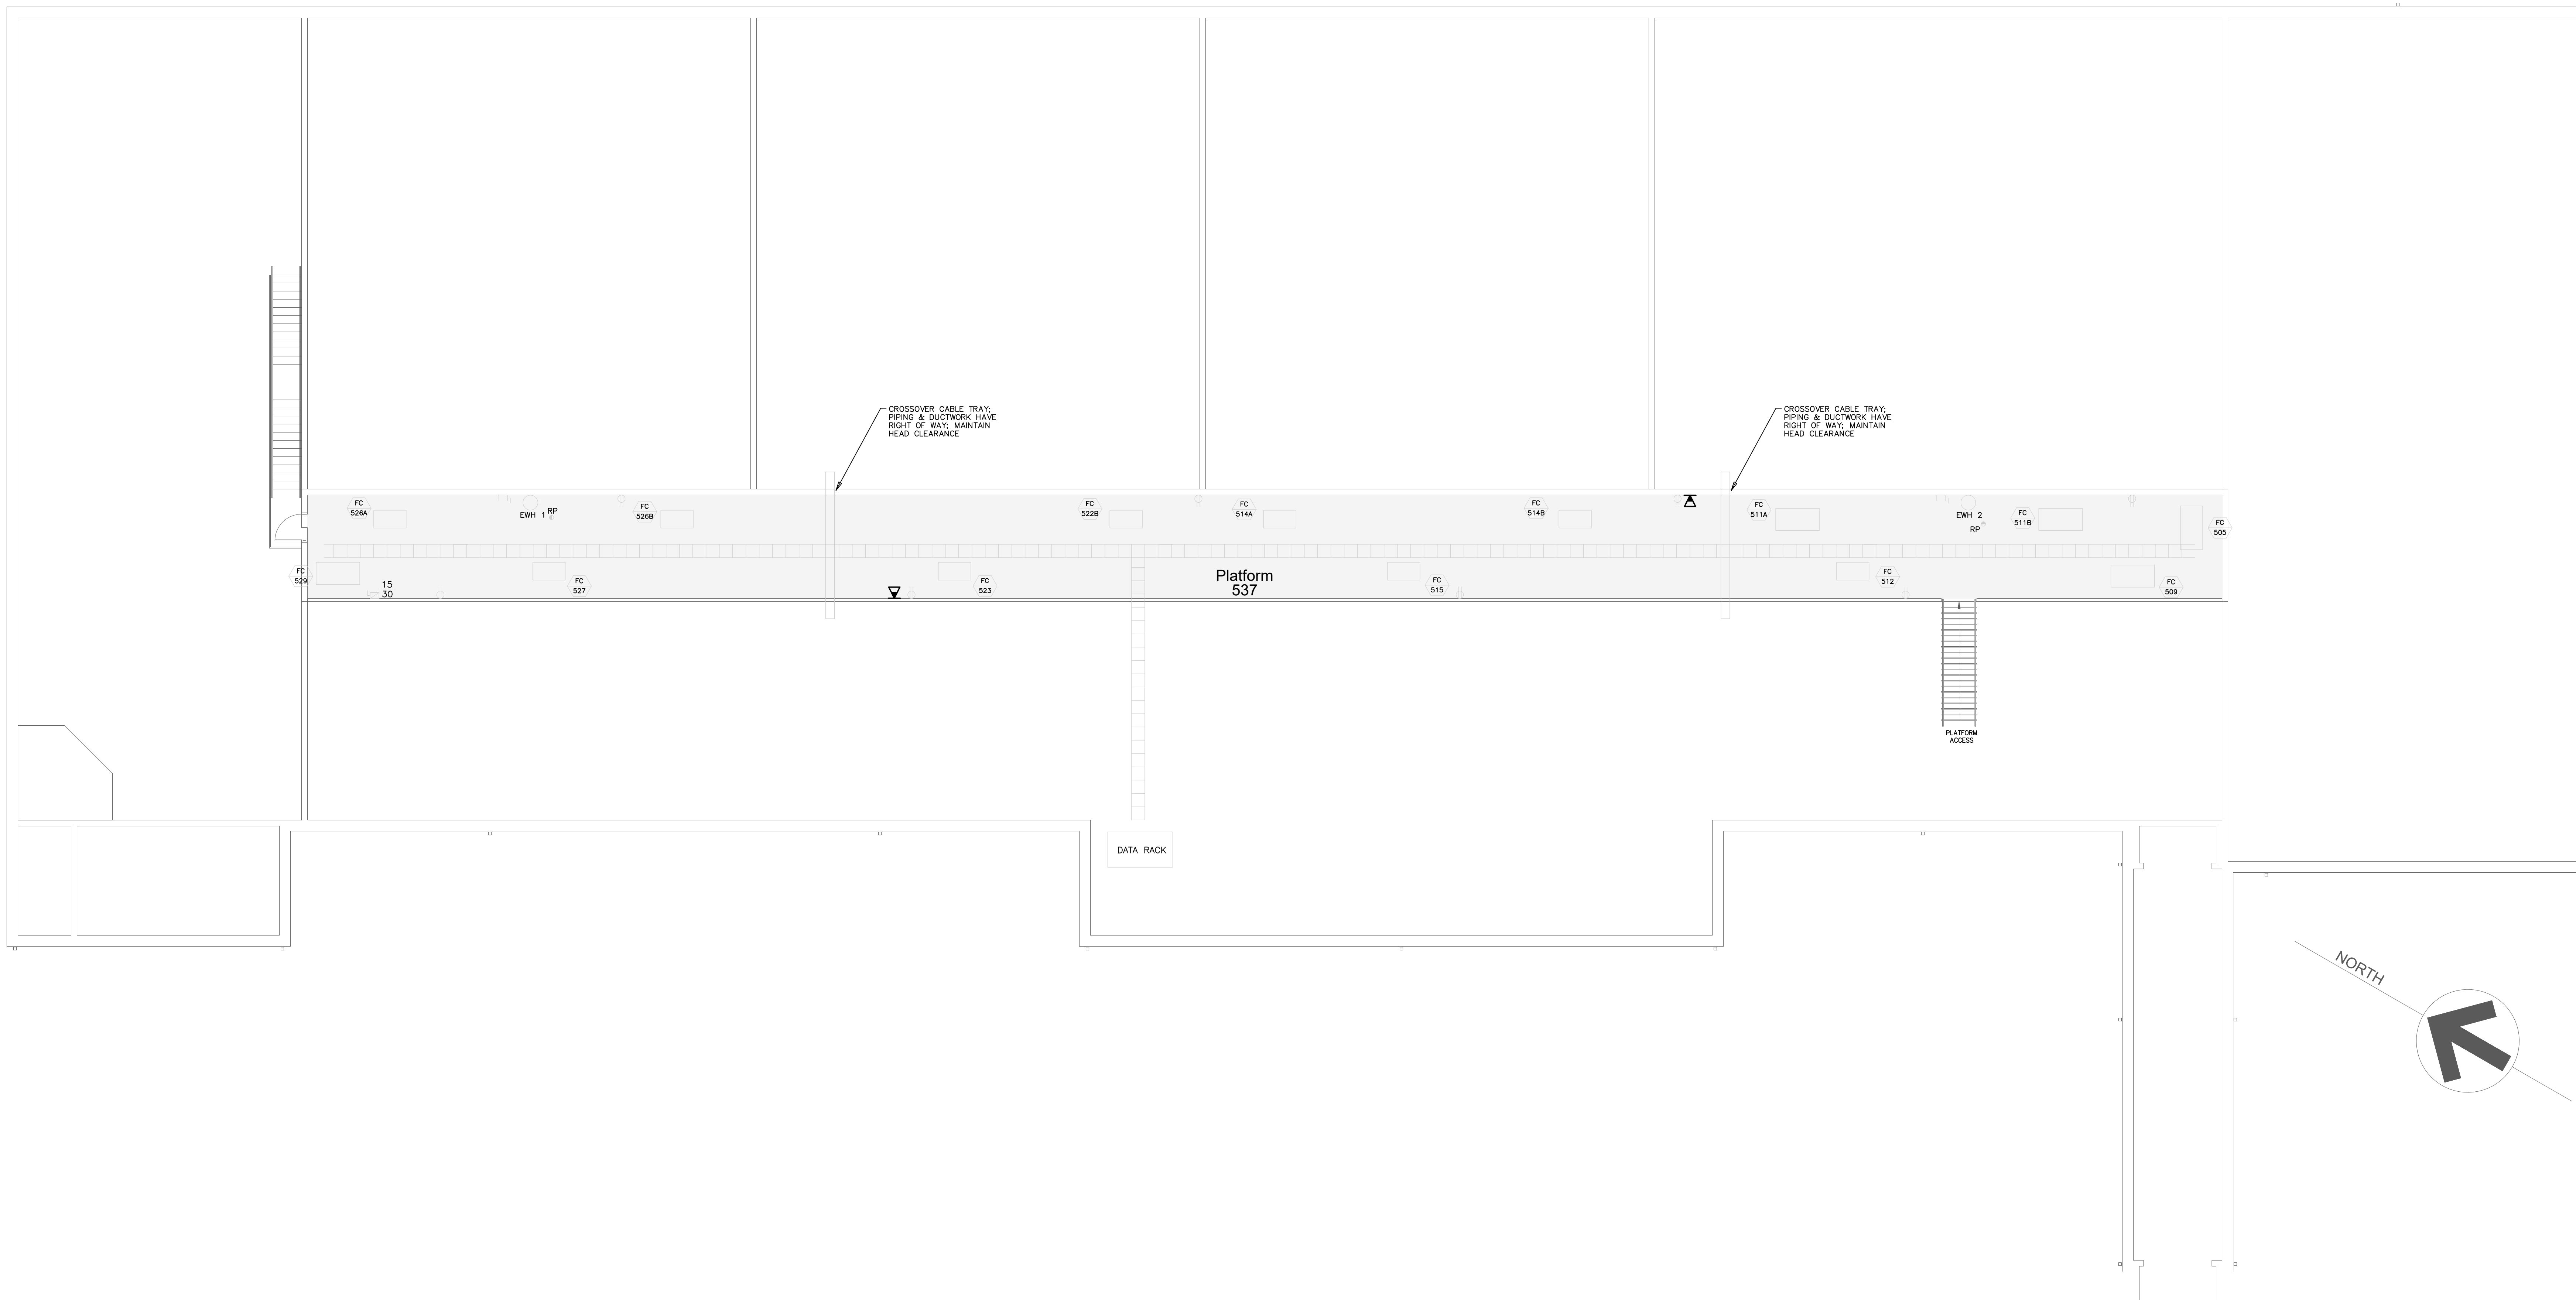 CROSSOVER CABLE TRAY;
PIPING & DUCTWORK HAVE
RIGHT OF WAY; MAINTAIN
HEAD CLEARANCE
CROSSOVER CABLE TRAY;
PIPING & DUCTWORK HAVE
RIGHT OF WAY; MAINTAIN
HEAD CLEARANCE
FC
526A
EWH 1
RP
FC
526B
FC
522B
FC
514A
FC
514B
FC
511A
EWH 2
RP
FC
511B
FC
505
FC
529
15
30
FC
527
FC
523
Platform
537
FC
515
FC
512
FC
509
PLATFORM
ACCESS
DATA RACK
NORTH